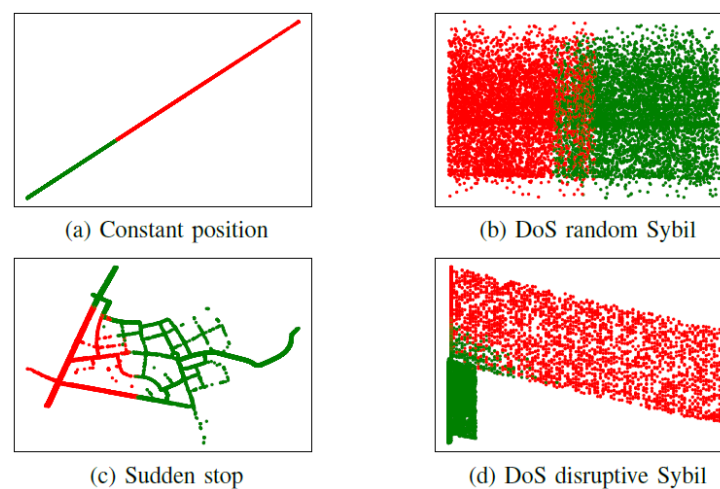 (a) Constant position
(b) DoS random Sybil
(c) Sudden stop
(d) DoS disruptive Sybil